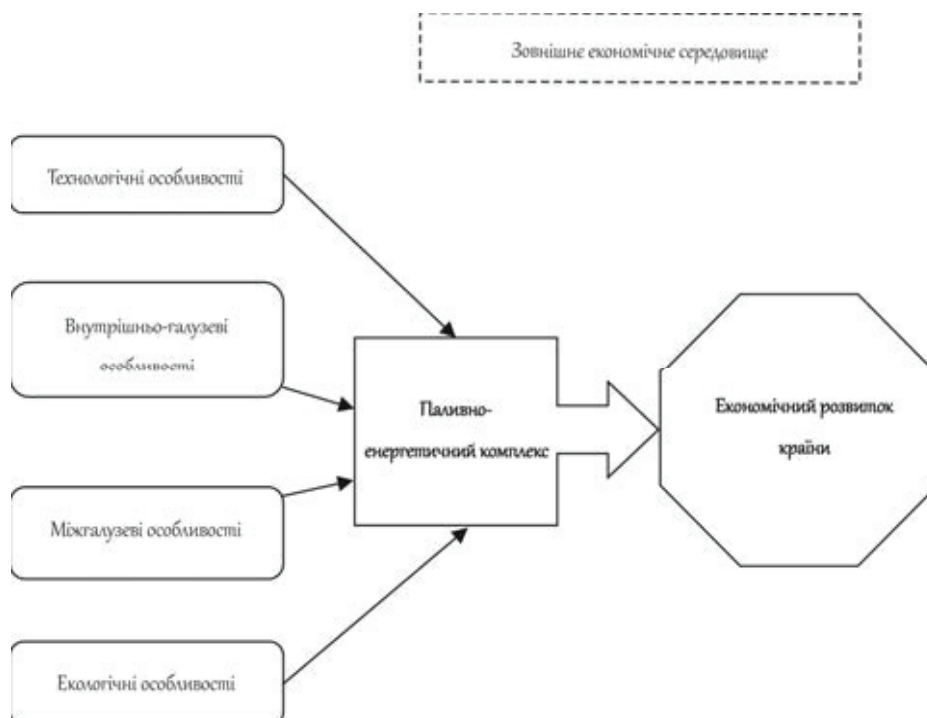 Зовнішнє економічне середовище
Технологічні особливості
Внутрішньо-галузеві
особливості
Паливно-
енергетичний комплекс
Економічний розвиток
країни
Міжгалузеві особливості
Екологічні особливості